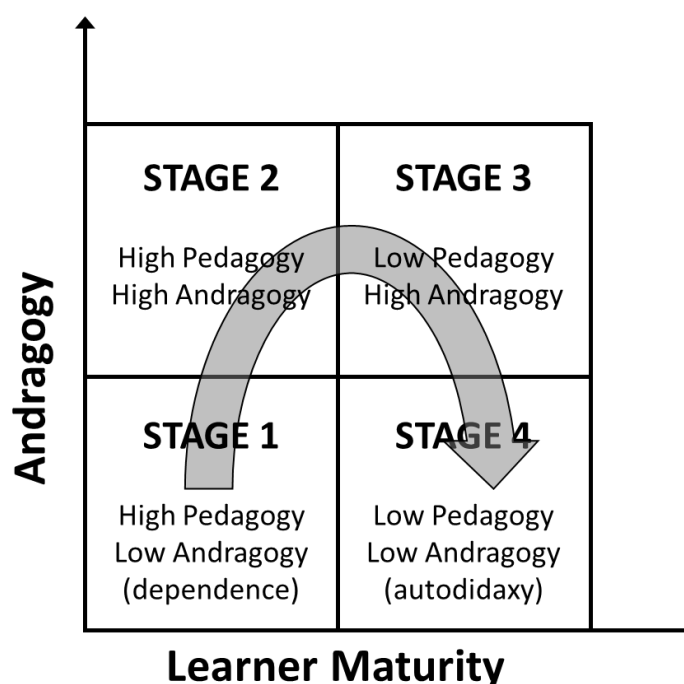 STAGE 2
High Pedagogy
High Andragogy
STAGE 3
Low Pedagogy
High Andragogy
Andragogy
STAGE 1
High Pedagogy
Low Andragogy
(dependence)
STAGE 4
Low Pedagogy
Low Andragogy
(autodidaxy)
Learner Maturity